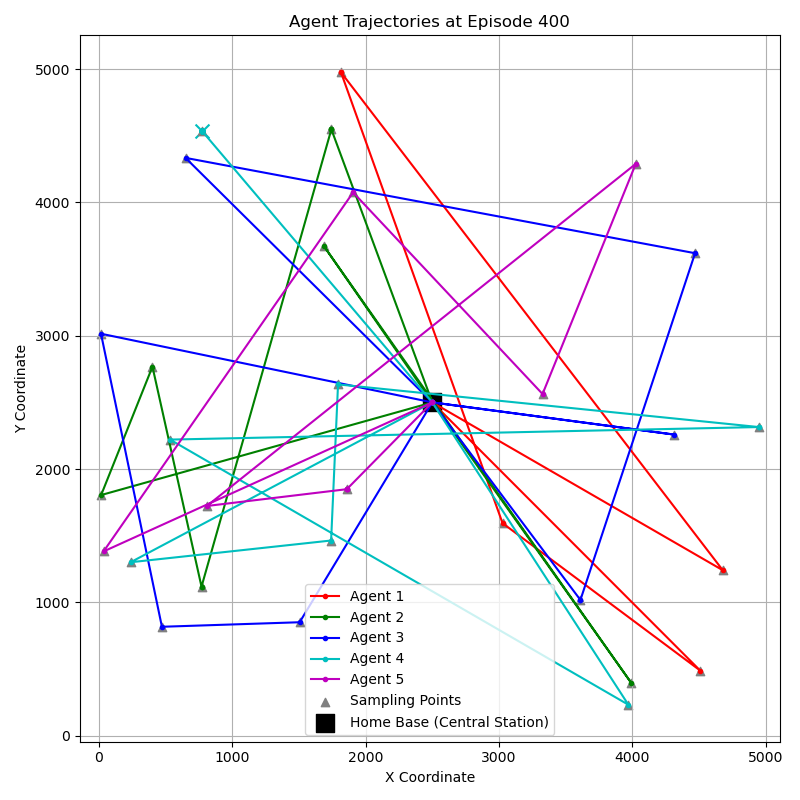 Agent Trajectories at Episode 400
Y Coordinate
5000
4000
3000
2000
1000
0
Agent 1
Agent 2
Agent 3
Agent 4
Agent 5
Sampling Points
Home Base (Central Station)
0 1000 2000 3000 4000 5000
X Coordinate